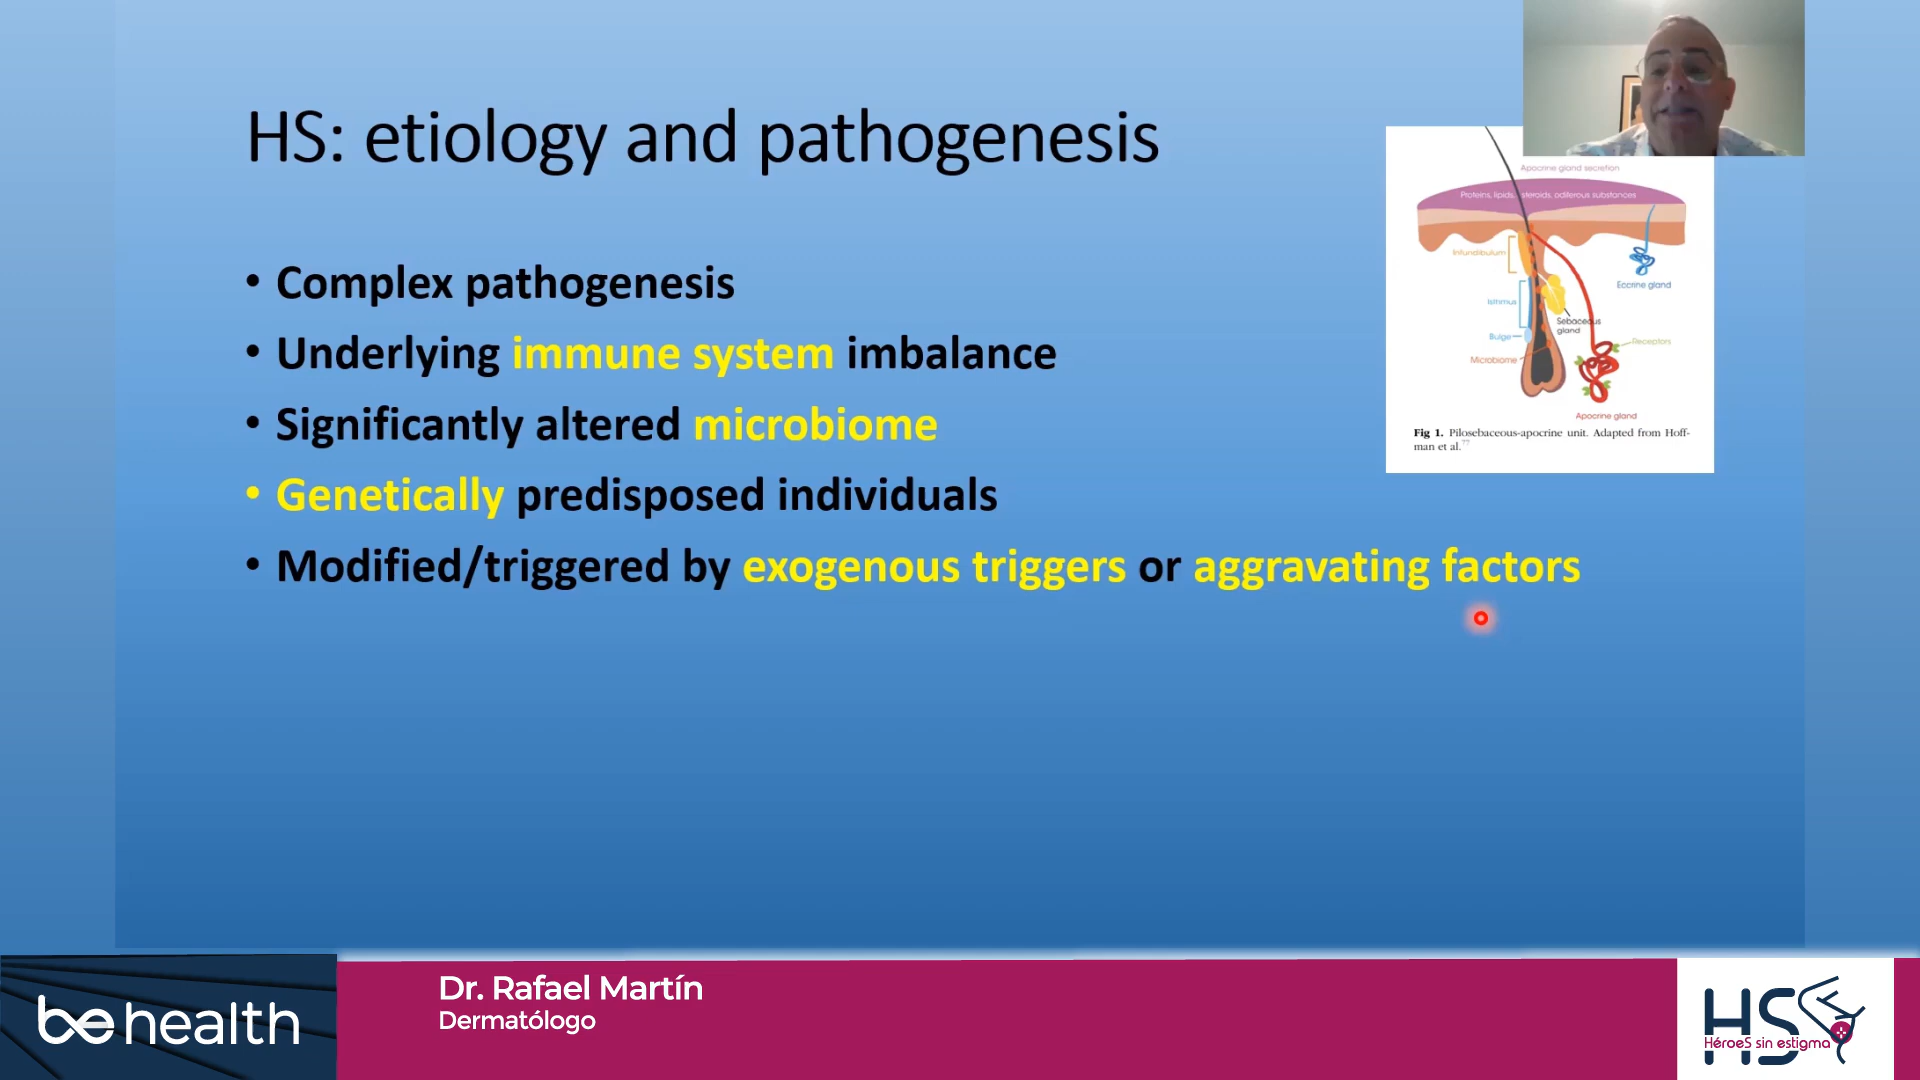 HS: etiology and pathogenesis
• Complex pathogenesis
• Underlying immune system imbalance
• Significantly altered microbiome
• Genetically predisposed individuals
• Modified/triggered by exogenous triggers or aggravating factors
Apocrine gland secretion
Proteins, lipids, steroids, odiferous substances
Infundibulum
Eccrine gland
Isthmus
Sebaceous
gland
Bulge
Receptors
Microbiome
Apocrine gland
Fig 1. Pilosebaceous-apocrine unit. Adapted from Hoff-
man et al.77
be health
Dr. Rafael Martín
Dermatólogo
HS
HéroeS sin estigma